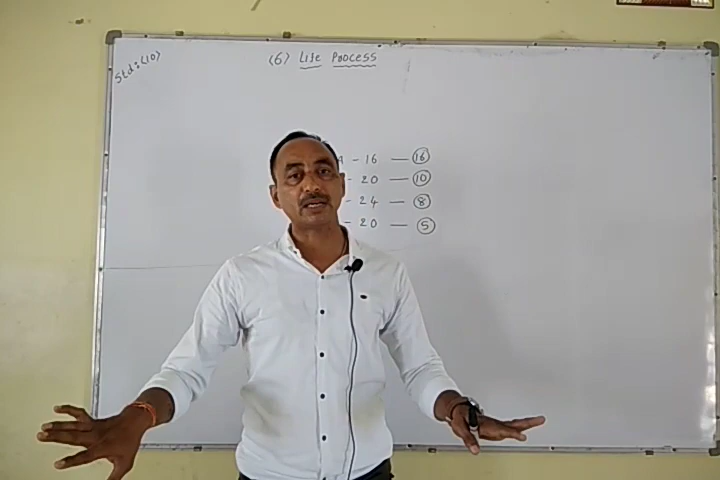 Std:(10)
(6) Life Process
A - 16 — 16
- 20 — 10
- 24 — 8
- 20 — 5